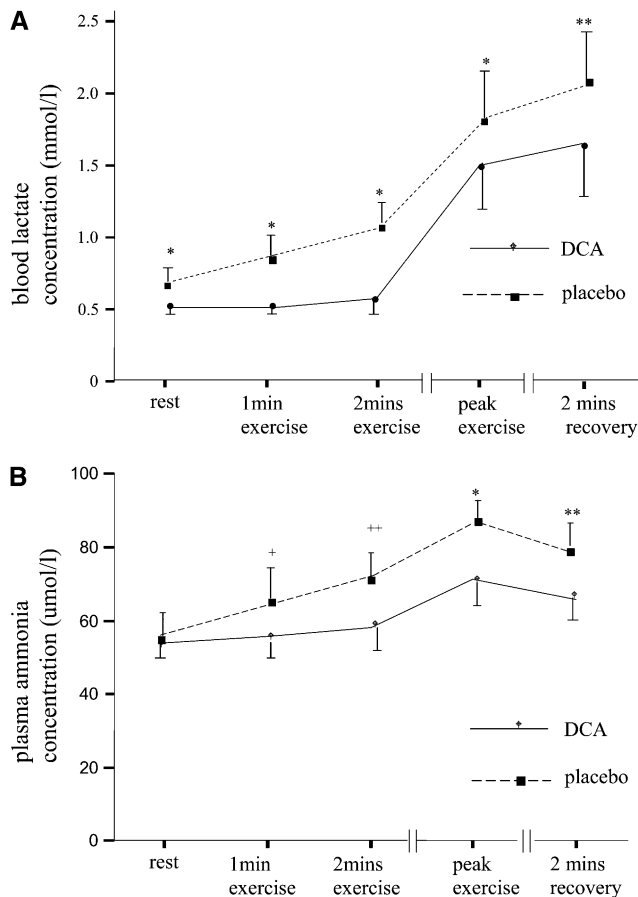 A
blood lactate
concentration (mmol/l)
2.5
2.0
1.5
1.0
0.5
0
*
*
*
*
**
DCA
placebo
rest
1min
exercise
2mins
exercise
peak
exercise
2 mins
recovery
B
plasma ammonia
concentration (umol/l)
100
80
60
40
20
0
+
++
*
**
DCA
placebo
rest
1min
exercise
2mins
exercise
peak
exercise
2 mins
recovery